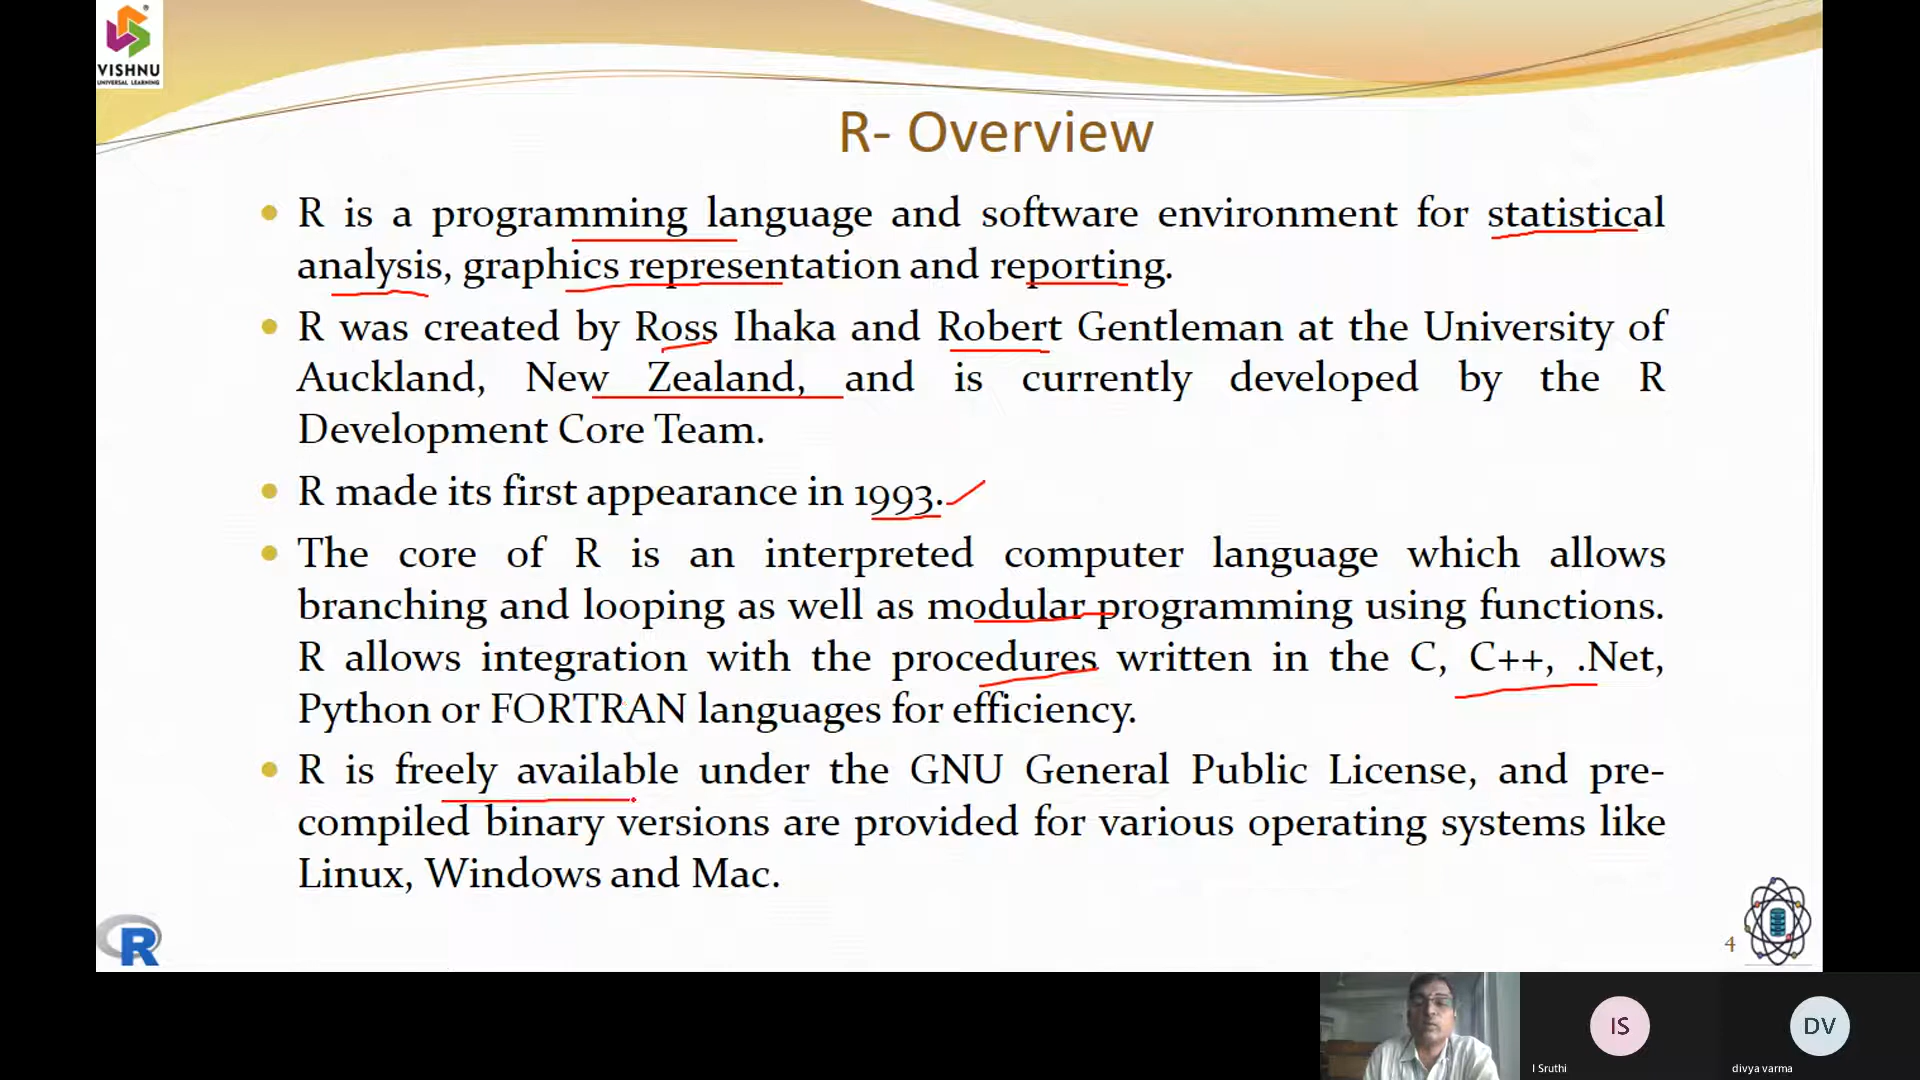 VISHNU
UNIVERSAL LEARNING
R- Overview
R is a programming language and software environment for statistical
analysis, graphics representation and reporting.
R was created by Ross Ihaka and Robert Gentleman at the University of
Auckland, New Zealand, and is currently developed by the R
Development Core Team.
R made its first appearance in 1993.
The core of R is an interpreted computer language which allows
branching and looping as well as modular programming using functions.
R allows integration with the procedures written in the C, C++, .Net,
Python or FORTRAN languages for efficiency.
R is freely available under the GNU General Public License, and pre-
compiled binary versions are provided for various operating systems like
Linux, Windows and Mac.
R
4
IS
DV
I Sruthi
divya varma